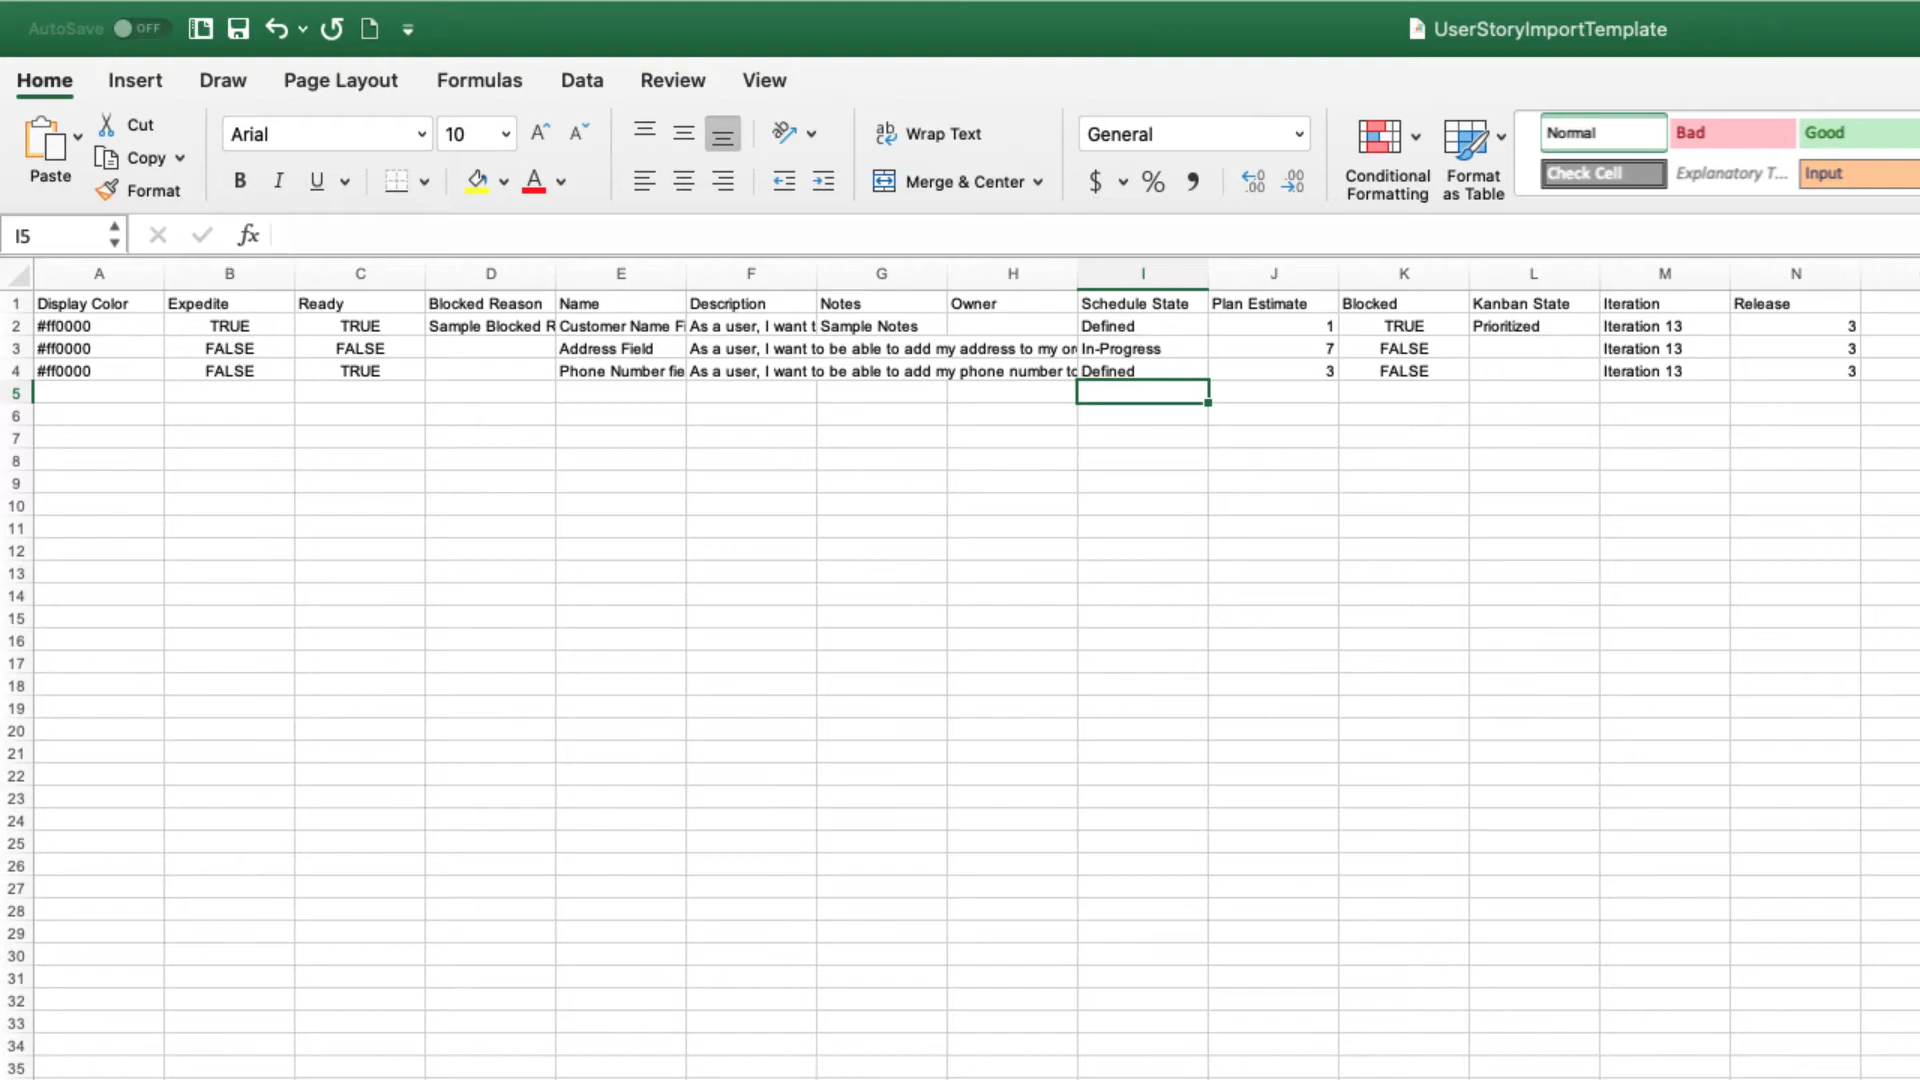 AutoSave OFF UserStoryImportTemplate
Home Insert Draw Page Layout Formulas Data Review View
Paste Cut Copy Format
Arial 10
B I U A
Wrap Text
Merge & Center
General
$ % ,
Conditional Formatting
Format as Table
Normal Bad Good
Check Cell Explanatory T... Input
I5 fx
A B C D E F G H I J K L M N
1 Display Color Expedite Ready Blocked Reason Name Description Notes Owner Schedule State Plan Estimate Blocked Kanban State Iteration Release
2 #ff0000 TRUE TRUE Sample Blocked R Customer Name Fi As a user, I want t Sample Notes Defined 1 TRUE Prioritized Iteration 13 3
3 #ff0000 FALSE FALSE Address Field As a user, I want to be able to add my address to my or In-Progress 7 FALSE Iteration 13 3
4 #ff0000 FALSE TRUE Phone Number fie As a user, I want to be able to add my phone number to Defined 3 FALSE Iteration 13 3
5
6
7
8
9
10
11
12
13
14
15
16
17
18
19
20
21
22
23
24
25
26
27
28
29
30
31
32
33
34
35